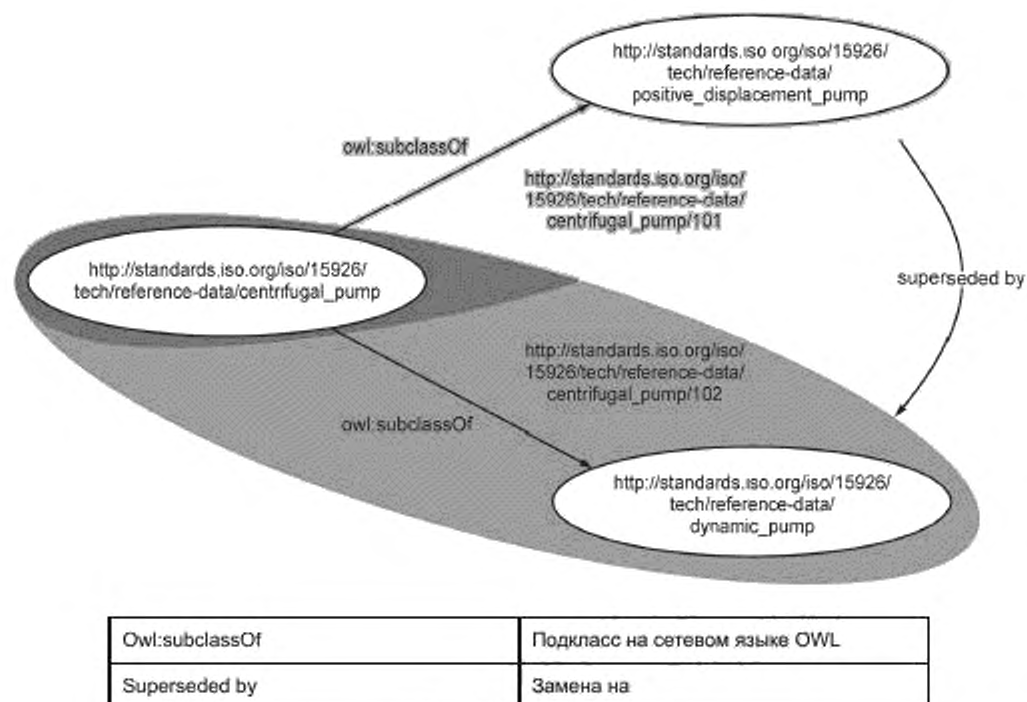 http://standards.iso org/iso/15926/
tech/reference-data/
positive_displacement_pump
owl:subclassOf
http://standards.iso.org/iso/
15926/tech/reference-data/
centrifugal_pump/101
http://standards.iso.org/iso/15926/
tech/reference-data/centrifugal_pump
superseded by
http://standards.iso.org/iso/
15926/tech/reference-data/
centrifugal_pump/102
owl:subclassOf
http://standards.iso.org/iso/15926/
tech/reference-data/
dynamic_pump
Owl:subclassOf
Подкласс на сетевом языке OWL
Superseded by
Замена на